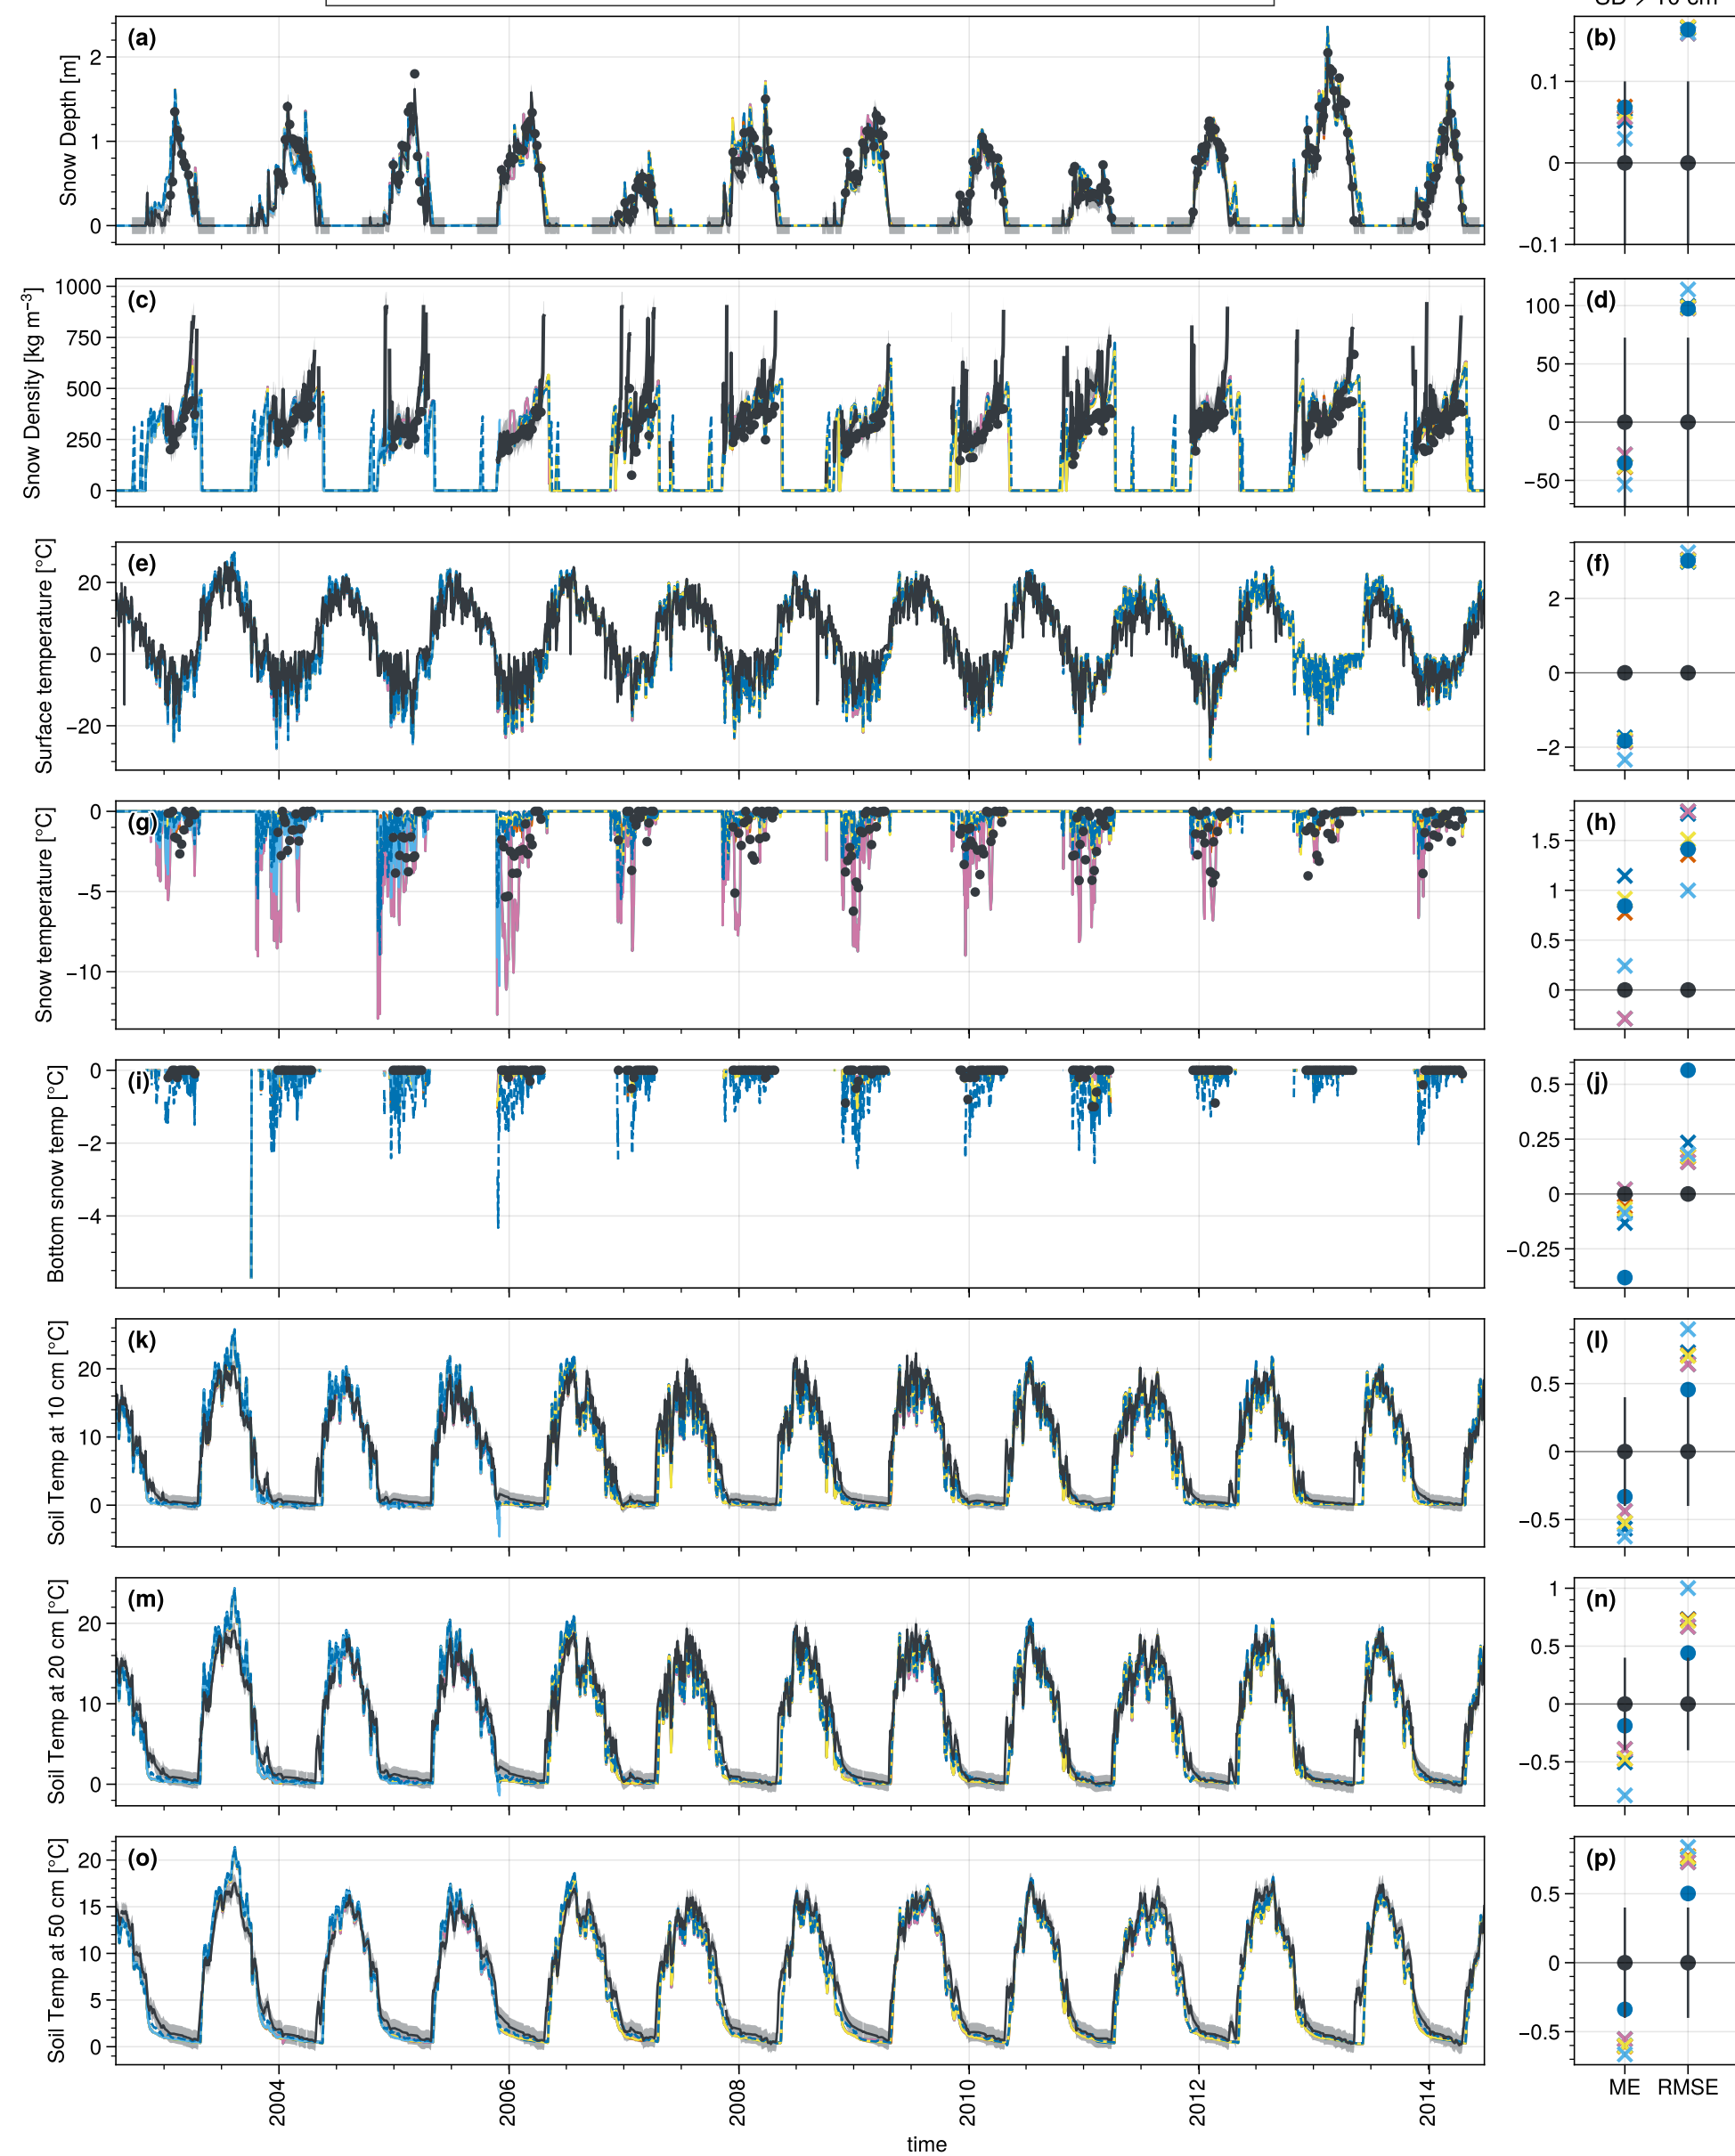 (a)
Snow Depth [m]
2
1
0
(b)
0.1
0
−0.1
(c)
Snow Density [kg m⁻³]
1000
750
500
250
0
(d)
100
50
0
−50
(e)
Surface temperature [°C]
20
0
−20
(f)
2
0
−2
(g)
Snow temperature [°C]
0
−5
−10
(h)
1.5
1
0.5
0
(i)
Bottom snow temp [°C]
0
−2
−4
(j)
0.5
0.25
0
−0.25
(k)
Soil Temp at 10 cm [°C]
20
10
0
(l)
0.5
0
−0.5
(m)
Soil Temp at 20 cm [°C]
20
10
0
(n)
1
0.5
0
−0.5
(o)
Soil Temp at 50 cm [°C]
20
15
10
5
0
(p)
0.5
0
−0.5
2004
2006
2008
2010
2012
2014
time
ME RMSE